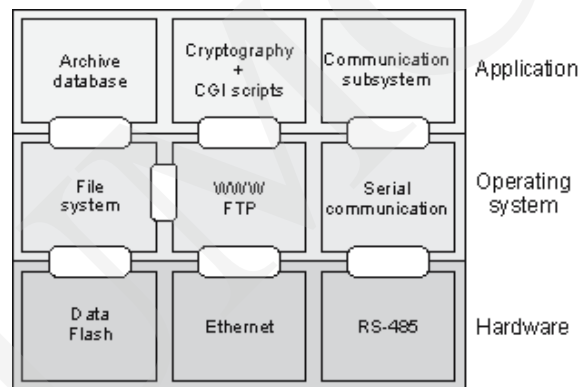 Archive
database
Cryptography
+
CGI scripts
Communication
subsystem
Application
File
system
WWW
FTP
Serial
communication
Operating
system
Data
Flash
Ethernet
RS-485
Hardware